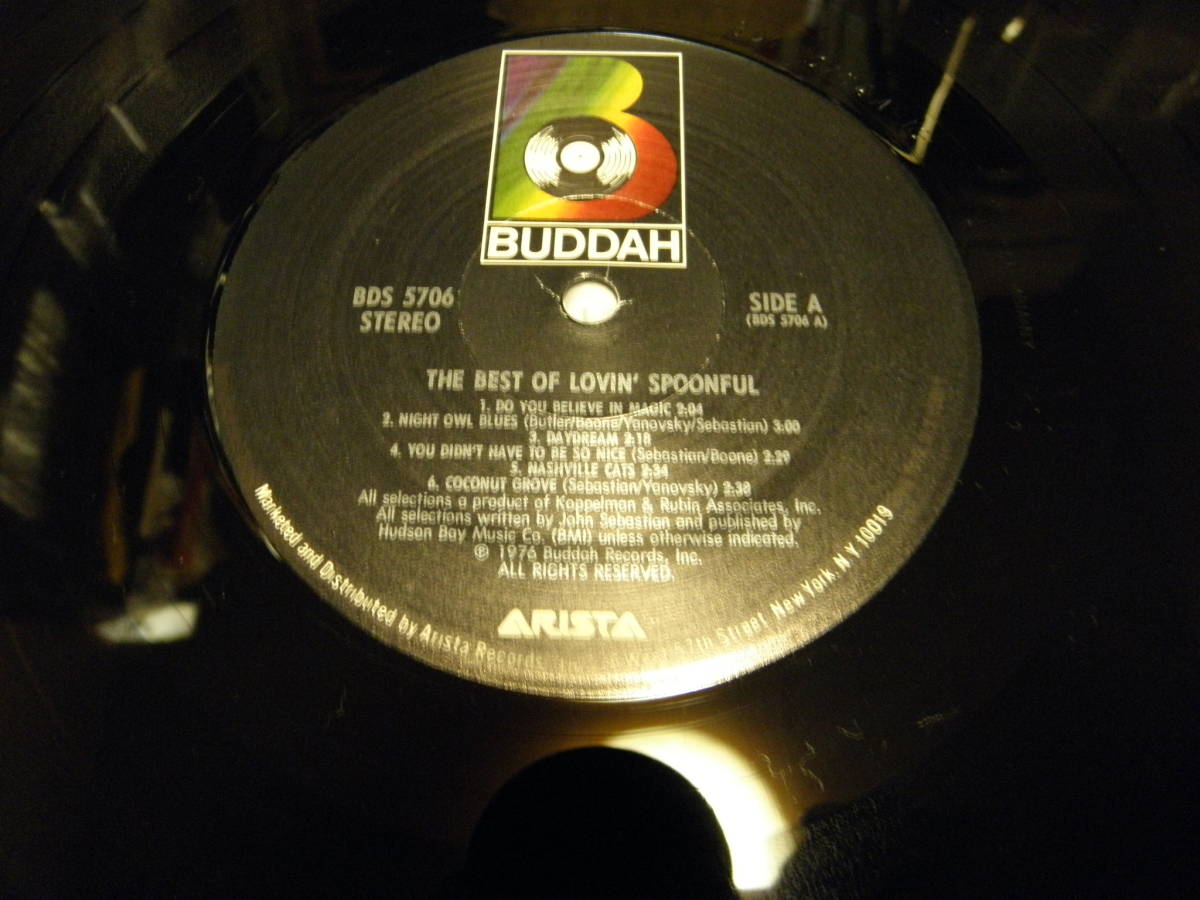 BUDDAH
BDS 5706
STEREO
SIDE A
(BDS 5706 A)
THE BEST OF LOVIN' SPOONFUL
1. DO YOU BELIEVE IN MAGIC 2:04
2. NIGHT OWL BLUES (Butler/Boone/Yanovsky/Sebastian) 3:00
3. DAYDREAM 2:18
4. YOU DIDN'T HAVE TO BE SO NICE (Sebastian/Boone) 2:29
5. NASHVILLE CATS 2:34
6. COCONUT GROVE (Sebastian/Yanovsky) 2:38
All selections a product of Koppelman & Rubin Associates, Inc.
All selections written by John Sebastian and published by
Hudson Bay Music Co. (BMI) unless otherwise indicated.
℗ 1976 Buddah Records, Inc.
ALL RIGHTS RESERVED.
ARISTA
Marketed and Distributed by Arista Records, Street, New York, N Y 10019